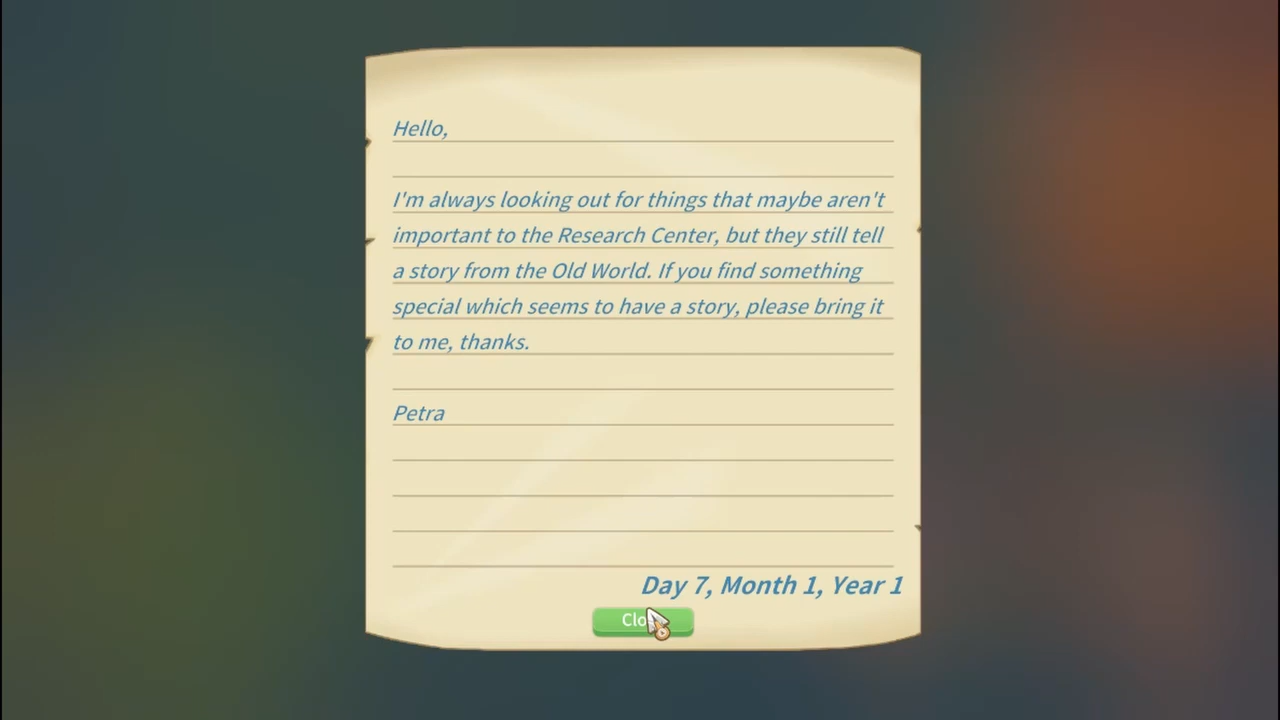 Hello,
I'm always looking out for things that maybe aren't
important to the Research Center, but they still tell
a story from the Old World. If you find something
special which seems to have a story, please bring it
to me, thanks.
Petra
Day 7, Month 1, Year 1